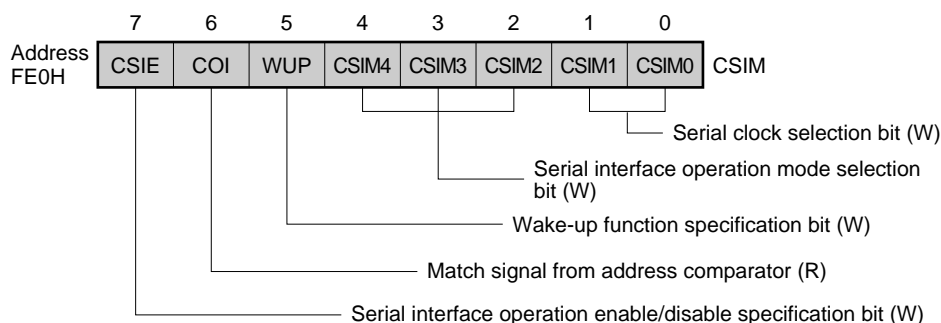 7 6 5 4 3 2 1 0
Address
FE0H
CSIE COI WUP CSIM4 CSIM3 CSIM2 CSIM1 CSIM0 CSIM
Serial clock selection bit (W)
Serial interface operation mode selection
bit (W)
Wake-up function specification bit (W)
Match signal from address comparator (R)
Serial interface operation enable/disable specification bit (W)